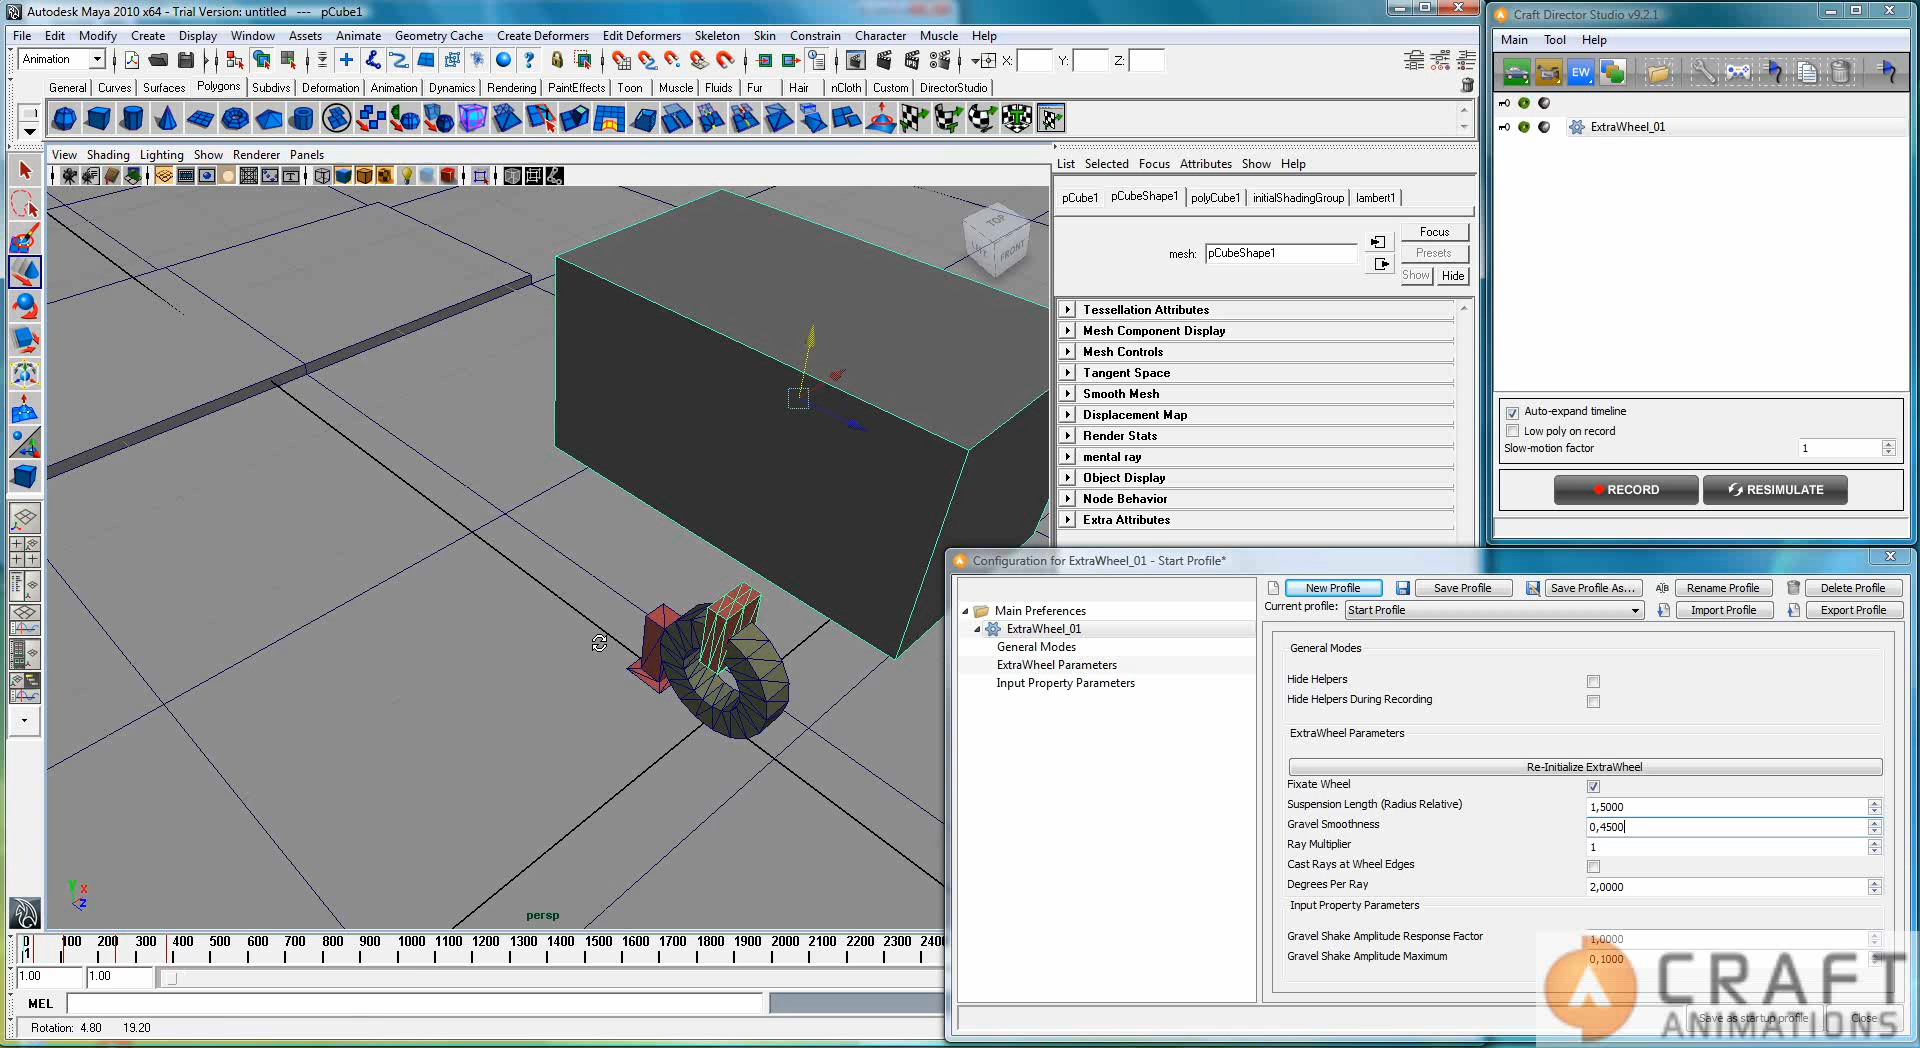 Autodesk Maya 2010 x64 - Trial Version: untitled --- pCube1
File Edit Modify Create Display Window Assets Animate Geometry Cache Create Deformers Edit Deformers Skeleton Skin Constrain Character Muscle Help
Animation X: Y: Z:
General Curves Surfaces Polygons Subdivs Deformation Animation Dynamics Rendering PaintEffects Toon Muscle Fluids Fur Hair nCloth Custom DirectorStudio
View Shading Lighting Show Renderer Panels
TOP
LEFT FRONT
persp
Y X
Z
List Selected Focus Attributes Show Help
pCube1 pCubeShape1 polyCube1 initialShadingGroup lambert1
mesh: pCubeShape1
Focus
Presets
Show Hide
Tessellation Attributes
Mesh Component Display
Mesh Controls
Tangent Space
Smooth Mesh
Displacement Map
Render Stats
mental ray
Object Display
Node Behavior
Extra Attributes
Craft Director Studio v9.2.1
Main Tool Help
EW
ExtraWheel_01
Auto-expand timeline
Low poly on record
Slow-motion factor 1
RECORD RESIMULATE
Configuration for ExtraWheel_01 - Start Profile*
Main Preferences
ExtraWheel_01
General Modes
ExtraWheel Parameters
Input Property Parameters
New Profile Save Profile Save Profile As... Rename Profile Delete Profile
Current profile: Start Profile Import Profile Export Profile
General Modes
Hide Helpers
Hide Helpers During Recording
ExtraWheel Parameters
Re-Initialize ExtraWheel
Fixate Wheel
Suspension Length (Radius Relative) 1,5000
Gravel Smoothness 0,4500
Ray Multiplier 1
Cast Rays at Wheel Edges
Degrees Per Ray 2,0000
Input Property Parameters
Gravel Shake Amplitude Response Factor 1,0000
Gravel Shake Amplitude Maximum 0,1000
Save as startup profile Close
CRAFT
ANIMATIONS
0 100 200 300 400 500 600 700 800 900 1000 1100 1200 1300 1400 1500 1600 1700 1800 1900 2000 2100 2200 2300 240
1
1.00 1.00
MEL
Rotation: 4.80 19.20